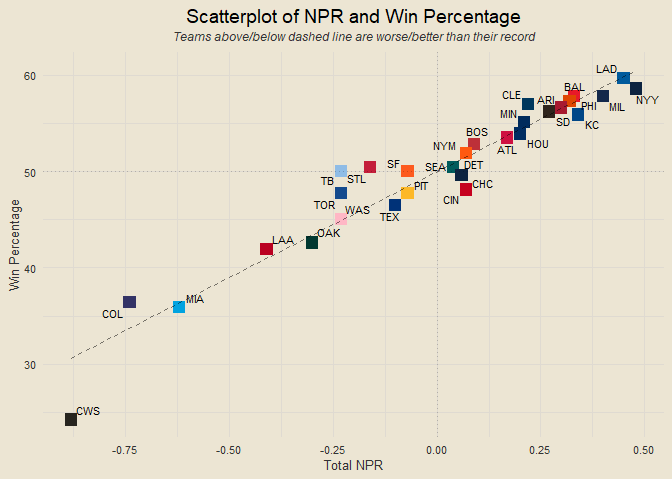 Scatterplot of NPR and Win Percentage
Teams above/below dashed line are worse/better than their record
Win Percentage
60
50
40
30
LAD
BAL
NYY
CLE
ARI
PHI
MIL
MIN
SD
KC
BOS
HOU
NYM
ATL
SF
SEA
DET
TB
STL
PIT
CHC
TOR
CIN
WAS
TEX
LAA
OAK
MIA
COL
CWS
-0.75
-0.50
-0.25
0.00
0.25
0.50
Total NPR